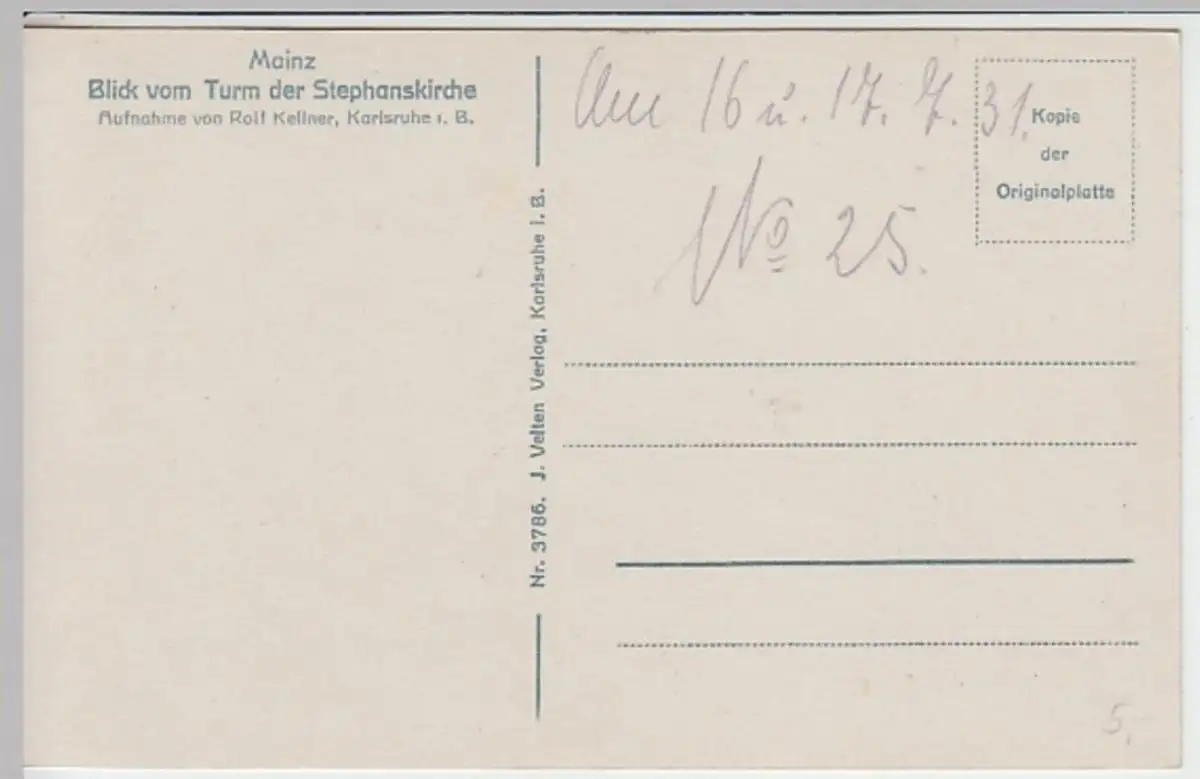 Mainz
Blick vom Turm der Stephanskirche
Aufnahme von Rolf Kellner, Karlsruhe i. B.
Nr. 3786. J. Velten Verlag, Karlsruhe i. B.
Am 16 u. 17. 7. 31.
No 25.
Kopie
der
Originalplatte
5,